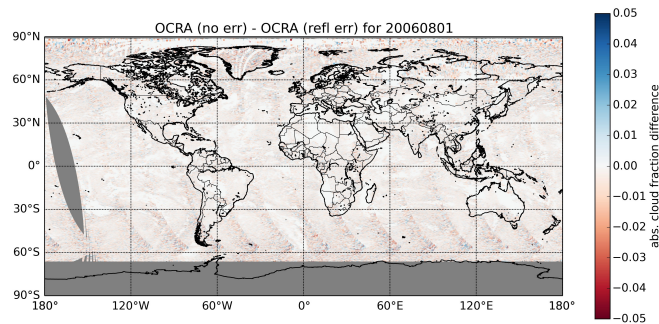 OCRA (no err) - OCRA (refl err) for 20060801
90°N
60°N
30°N
0°
30°S
60°S
90°S
180°
120°W
60°W
0°
60°E
120°E
180°
0.05
0.04
0.03
0.02
0.01
0.00
−0.01
−0.02
−0.03
−0.04
−0.05
abs. cloud fraction difference